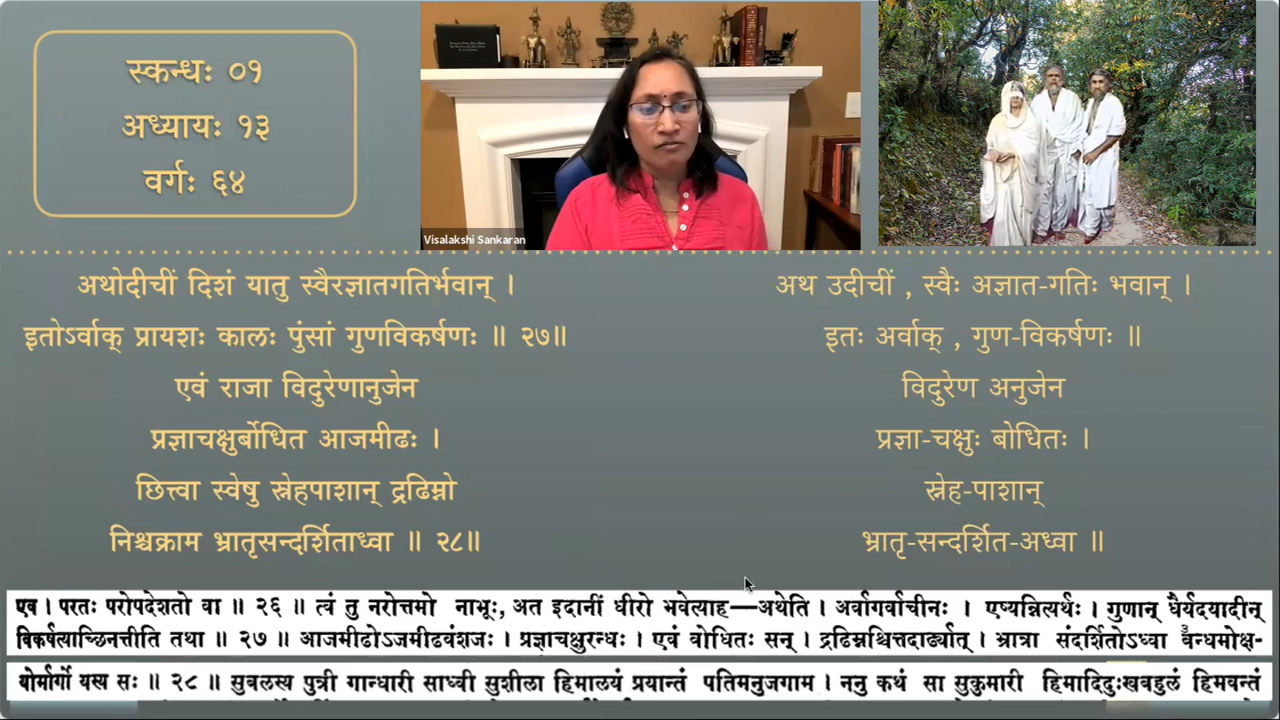 स्कन्धः ०१
अध्यायः १३
वर्गः ६४
Visalakshi Sankaran
अथोदीचीं दिशं यातु स्वैरज्ञातगतिर्भवान् ।
इतोऽर्वाक् प्रायशः कालः पुंसां गुणविकर्षणः ॥ २७॥
एवं राजा विदुरेणानुजेन
प्रज्ञाचक्षुर्बोधित आजमीढः ।
छित्त्वा स्वेषु स्नेहपाशान् द्रढिम्नो
निश्चक्राम भ्रातृसन्दर्शिताध्वा ॥ २८॥
अथ उदीचीं , स्वैः अज्ञात-गतिः भवान् ।
इतः अर्वाक् , गुण-विकर्षणः ॥
विदुरेण अनुजेन
प्रज्ञा-चक्षुः बोधितः ।
स्नेह-पाशान्
भ्रातृ-सन्दर्शित-अध्वा ॥
एव । परतः परोपदेशतो वा ॥ २६ ॥ त्वं तु नरोत्तमो नाभूः, अत इदानीं धीरो भवेत्याह—अथेति । अर्वागर्वाचीनः । एष्यन्नित्यर्थः । गुणान् धैर्यदयादीन्
विकर्षत्याच्छिनत्तीति तथा ॥ २७ ॥ आजमीढोऽजमीढवंशजः । प्रज्ञाचक्षुरन्धः । एवं बोधितः सन् । द्रढिम्नश्चित्तदार्ढ्यात् । भ्रात्रा संदर्शितोऽध्वा बन्धमोक्ष-
योर्मार्गो यस्य सः ॥ २८ ॥ सुबलस्य पुत्री गान्धारी साध्वी सुशीला हिमालयं प्रयान्तं पतिमनुजगाम । ननु कथं सा सुकुमारी हिमादिदुःखबहुलं हिमवन्तं